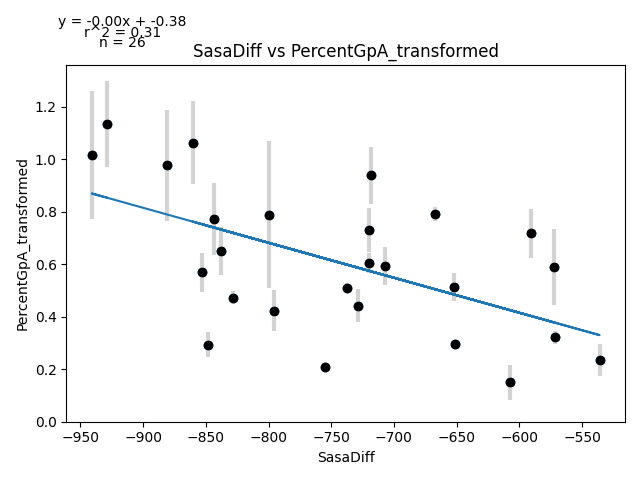 y = -0.00x + -0.38
r^2 = 0.31
n = 26
SasaDiff vs PercentGpA_transformed
PercentGpA_transformed
1.2
1.0
0.8
0.6
0.4
0.2
0.0
−950 −900 −850 −800 −750 −700 −650 −600 −550
SasaDiff